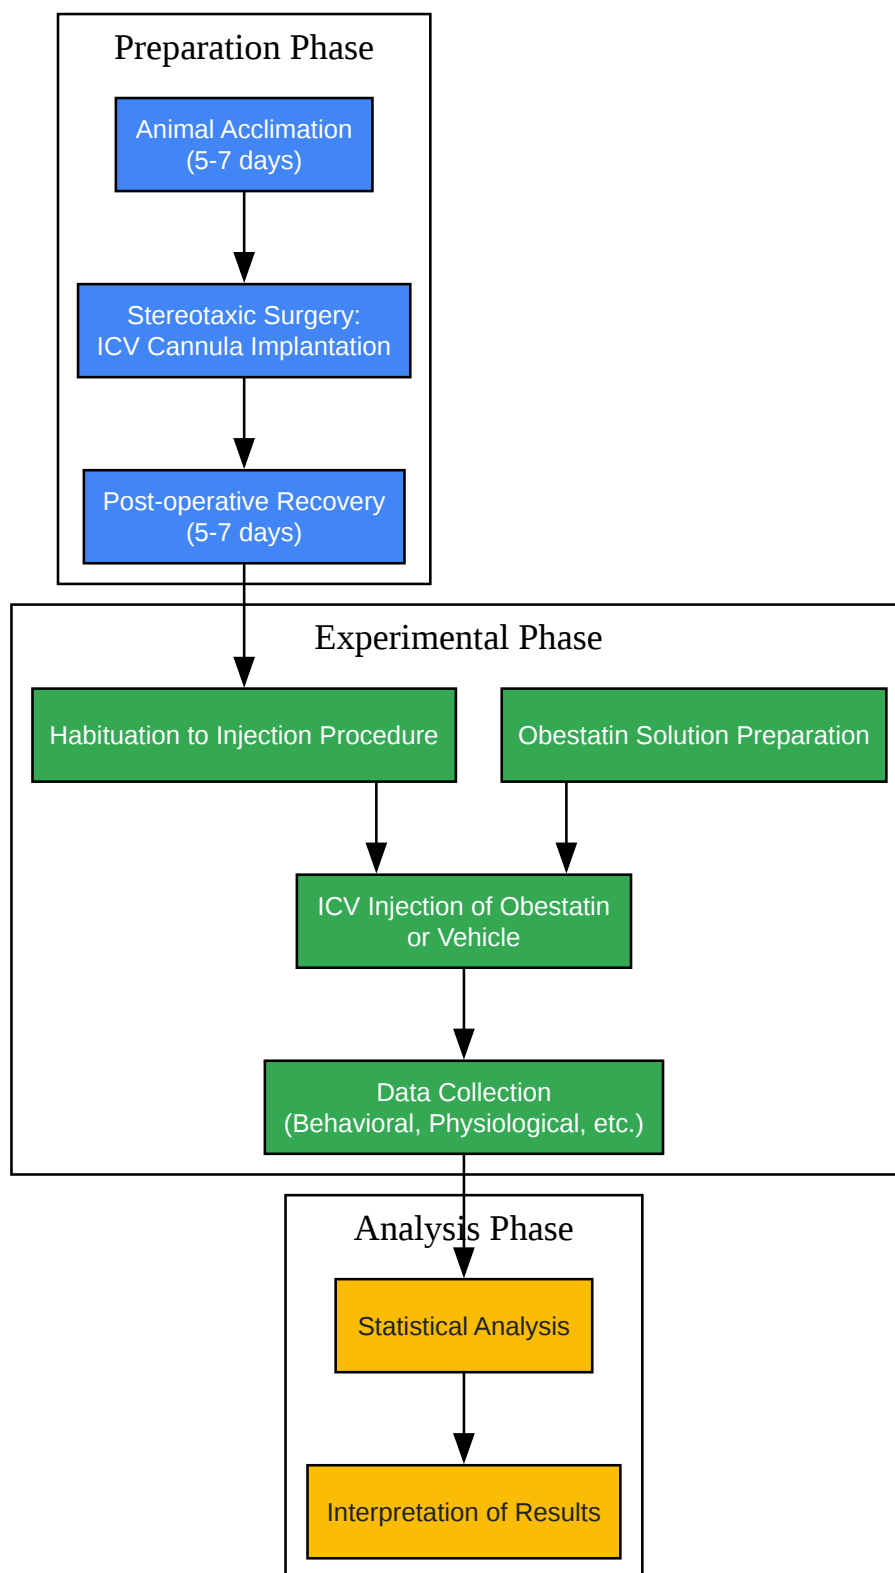 Preparation Phase
Animal Acclimation
(5-7 days)
Stereotaxic Surgery:
ICV Cannula Implantation
Post-operative Recovery
(5-7 days)
Experimental Phase
Habituation to Injection Procedure
Obestatin Solution Preparation
ICV Injection of Obestatin
or Vehicle
Data Collection
(Behavioral, Physiological, etc.)
Analysis Phase
Statistical Analysis
Interpretation of Results